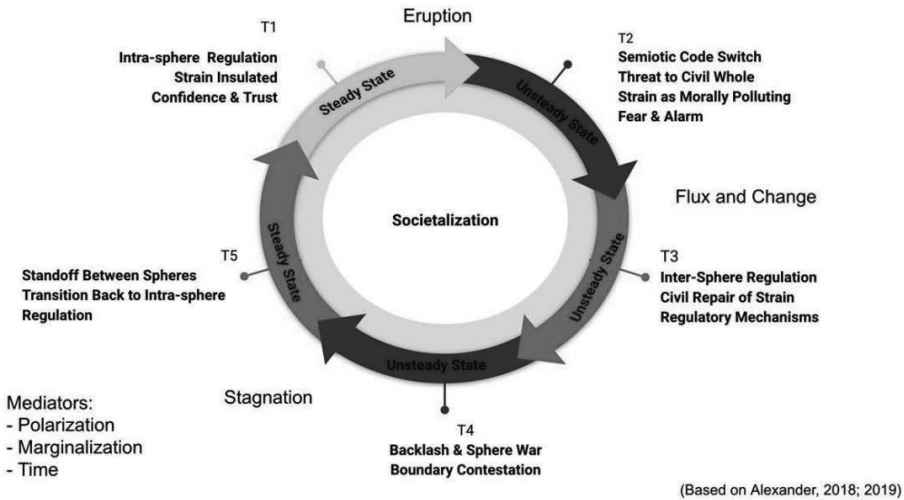 Eruption
T1
Intra-sphere Regulation
Strain Insulated
Confidence & Trust
Steady State
T2
Semiotic Code Switch
Threat to Civil Whole
Strain as Morally Polluting
Fear & Alarm
Unsteady State
Flux and Change
Societalization
T3
Inter-Sphere Regulation
Civil Repair of Strain
Regulatory Mechanisms
Unsteady State
T5
Standoff Between Spheres
Transition Back to Intra-sphere
Regulation
Steady State
Unsteady State
Stagnation
T4
Backlash & Sphere War
Boundary Contestation
Mediators:
- Polarization
- Marginalization
- Time
(Based on Alexander, 2018; 2019)